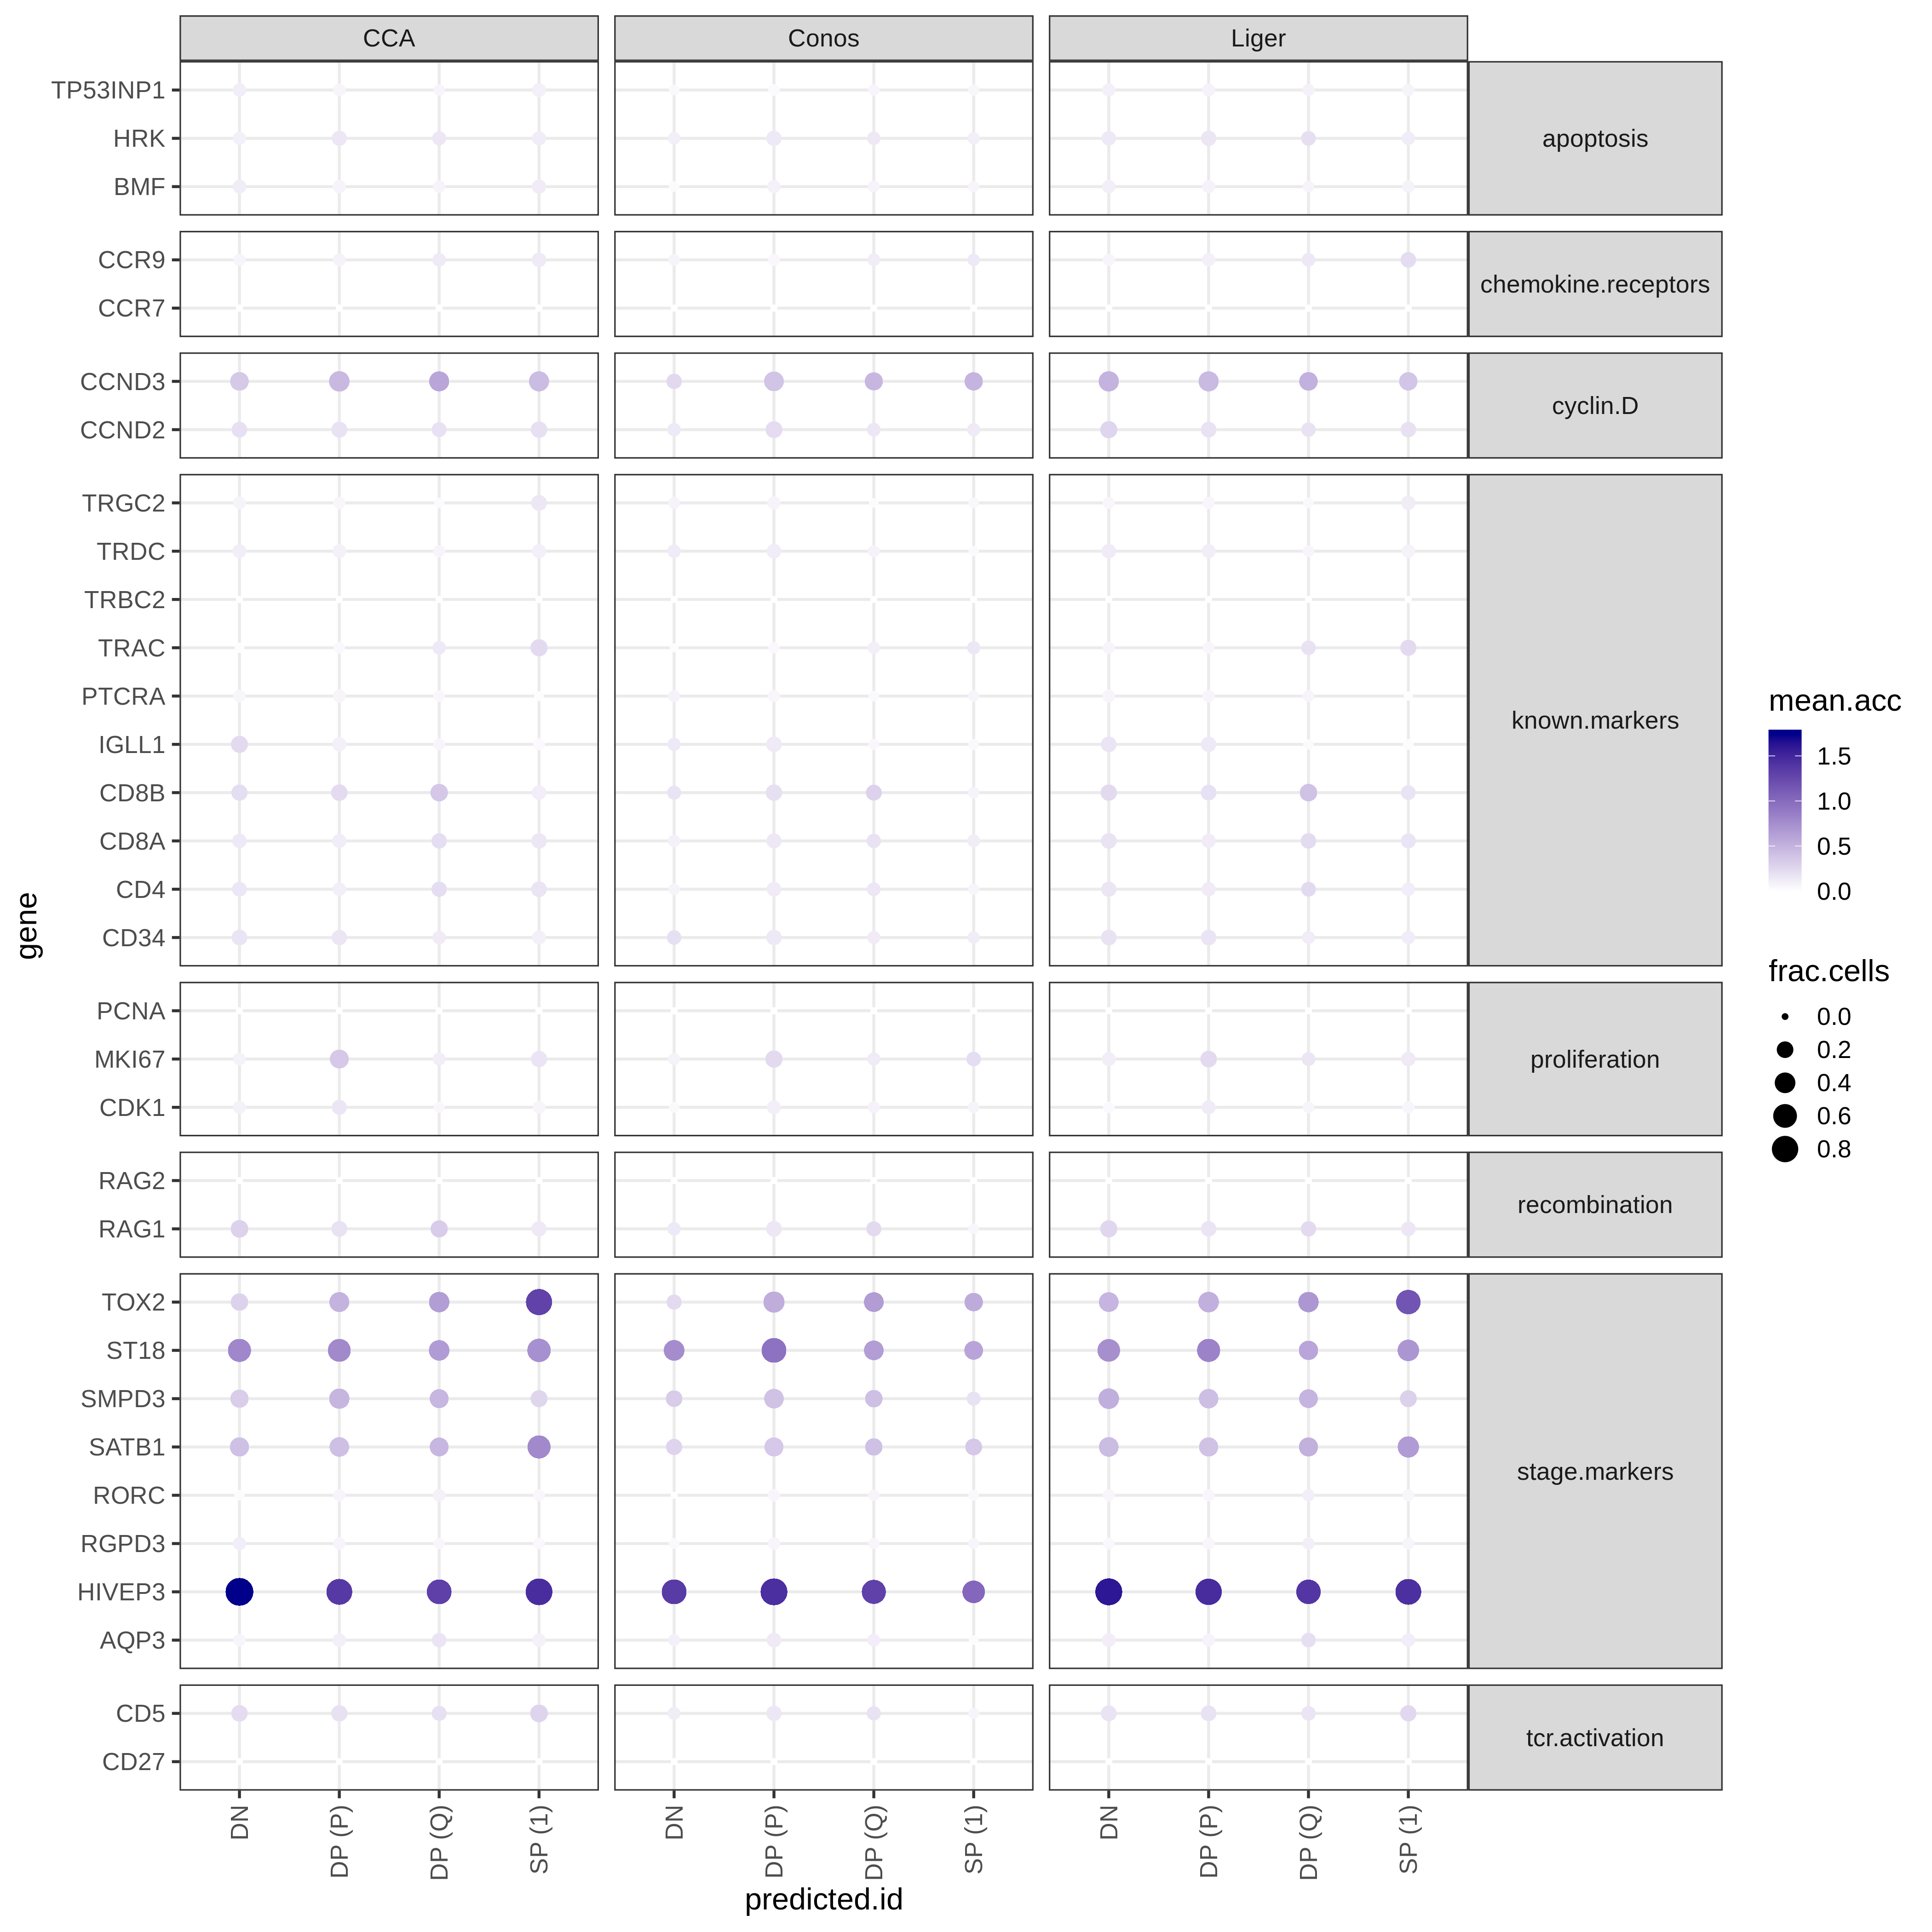 CCA
Conos
Liger
TP53INP1
HRK
BMF
apoptosis
CCR9
CCR7
chemokine.receptors
CCND3
CCND2
cyclin.D
TRGC2
TRDC
TRBC2
TRAC
PTCRA
IGLL1
CD8B
CD8A
CD4
CD34
known.markers
PCNA
MKI67
CDK1
proliferation
RAG2
RAG1
recombination
TOX2
ST18
SMPD3
SATB1
RORC
RGPD3
HIVEP3
AQP3
stage.markers
CD5
CD27
tcr.activation
DN
DP (P)
DP (Q)
SP (1)
DN
DP (P)
DP (Q)
SP (1)
DN
DP (P)
DP (Q)
SP (1)
predicted.id
gene
mean.acc
1.5
1.0
0.5
0.0
frac.cells
0.0
0.2
0.4
0.6
0.8